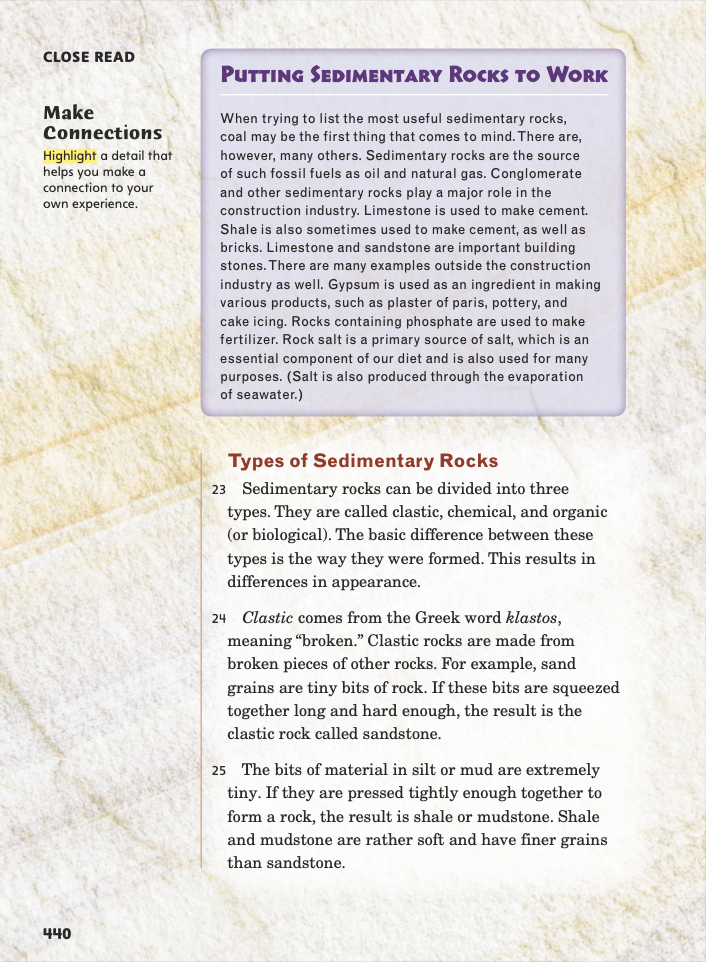 CLOSE READ
Make
Connections
Highlight a detail that
helps you make a
connection to your
own experience.
PUTTING SEDIMENTARY ROCKS TO WORK
When trying to list the most useful sedimentary rocks,
coal may be the first thing that comes to mind. There are,
however, many others. Sedimentary rocks are the source
of such fossil fuels as oil and natural gas. Conglomerate
and other sedimentary rocks play a major role in the
construction industry. Limestone is used to make cement.
Shale is also sometimes used to make cement, as well as
bricks. Limestone and sandstone are important building
stones. There are many examples outside the construction
industry as well. Gypsum is used as an ingredient in making
various products, such as plaster of paris, pottery, and
cake icing. Rocks containing phosphate are used to make
fertilizer. Rock salt is a primary source of salt, which is an
essential component of our diet and is also used for many
purposes. (Salt is also produced through the evaporation
of seawater.)
Types of Sedimentary Rocks
23 Sedimentary rocks can be divided into three
types. They are called clastic, chemical, and organic
(or biological). The basic difference between these
types is the way they were formed. This results in
differences in appearance.
24 Clastic comes from the Greek word klastos,
meaning “broken.” Clastic rocks are made from
broken pieces of other rocks. For example, sand
grains are tiny bits of rock. If these bits are squeezed
together long and hard enough, the result is the
clastic rock called sandstone.
25 The bits of material in silt or mud are extremely
tiny. If they are pressed tightly enough together to
form a rock, the result is shale or mudstone. Shale
and mudstone are rather soft and have finer grains
than sandstone.
440